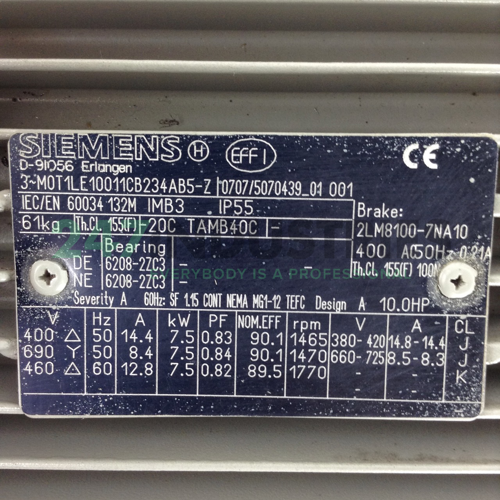 SIEMENS H EFF1 CE
D-91056 Erlangen
3~MOT1LE10011CB234AB5-Z 0707/5070439_01 001
IEC/EN 60034 132M IMB3 IP55
61kg Th.Cl. 155(F) -20C TAMB40C -
Brake:
2LM8100-7NA10
400 AC50Hz 0.21A
Th.Cl. 155(F) 100N
Bearing
DE 6208-2ZC3 -
NE 6208-2ZC3 -
EVERYBODY IS A PROFESSIONAL
Severity A 60Hz: SF 1.15 CONT NEMA MG1-12 TEFC Design A 10.0HP
V Hz A kW PF NOM.EFF rpm V A CL
400 △ 50 14.4 7.5 0.83 90.1 1465 380-420 14.8-14.4 J
690 Y 50 8.4 7.5 0.84 90.1 1470 660-725 8.5-8.3 J
460 △ 60 12.8 7.5 0.82 89.5 1770 - - K